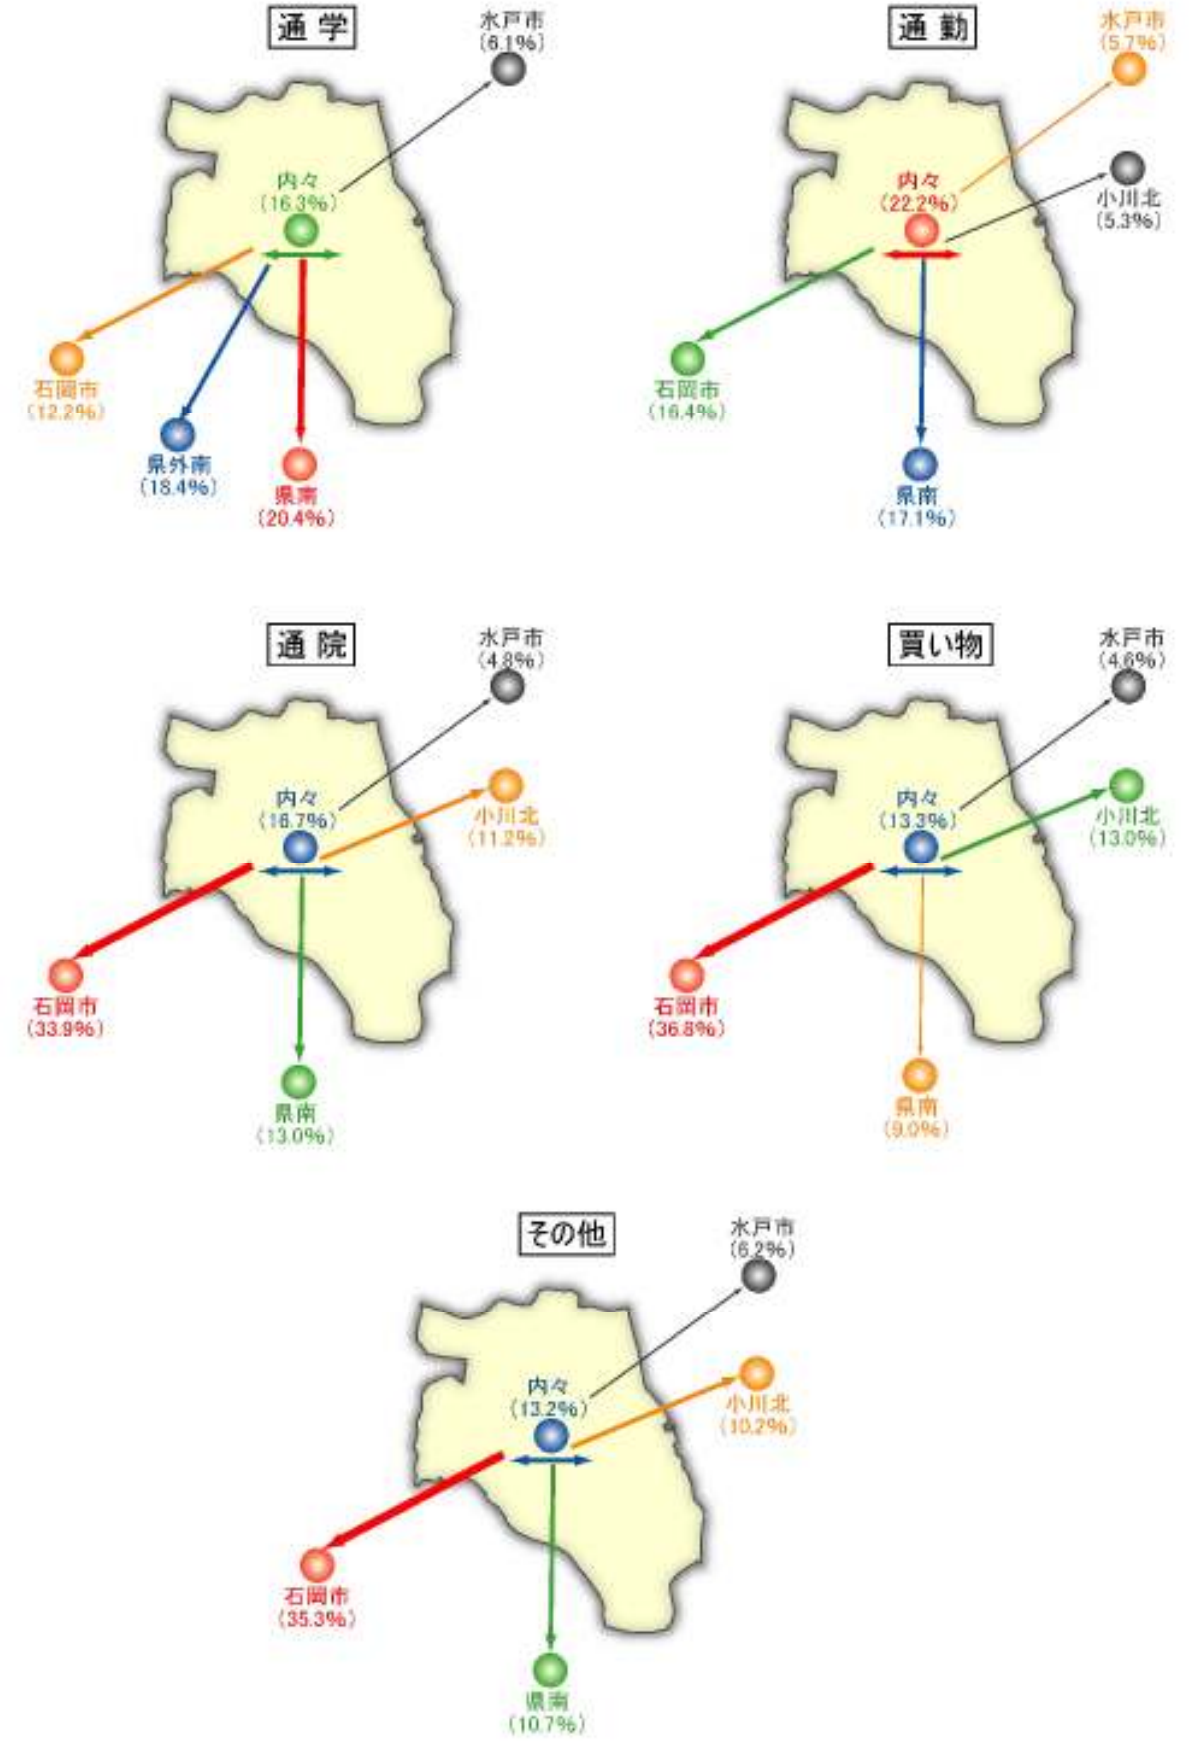 通学
水戸市
(6.1%)
内々
(16.3%)
石岡市
(12.2%)
県外南
(18.4%)
県南
(20.4%)
通勤
水戸市
(5.7%)
内々
(22.2%)
小川北
(5.3%)
石岡市
(16.4%)
県南
(17.1%)
通院
水戸市
(4.8%)
内々
(16.7%)
小川北
(11.2%)
石岡市
(33.9%)
県南
(13.0%)
買い物
水戸市
(4.6%)
内々
(13.3%)
小川北
(13.0%)
石岡市
(36.8%)
県南
(9.0%)
その他
水戸市
(6.2%)
内々
(13.2%)
小川北
(10.2%)
石岡市
(35.3%)
県南
(10.7%)